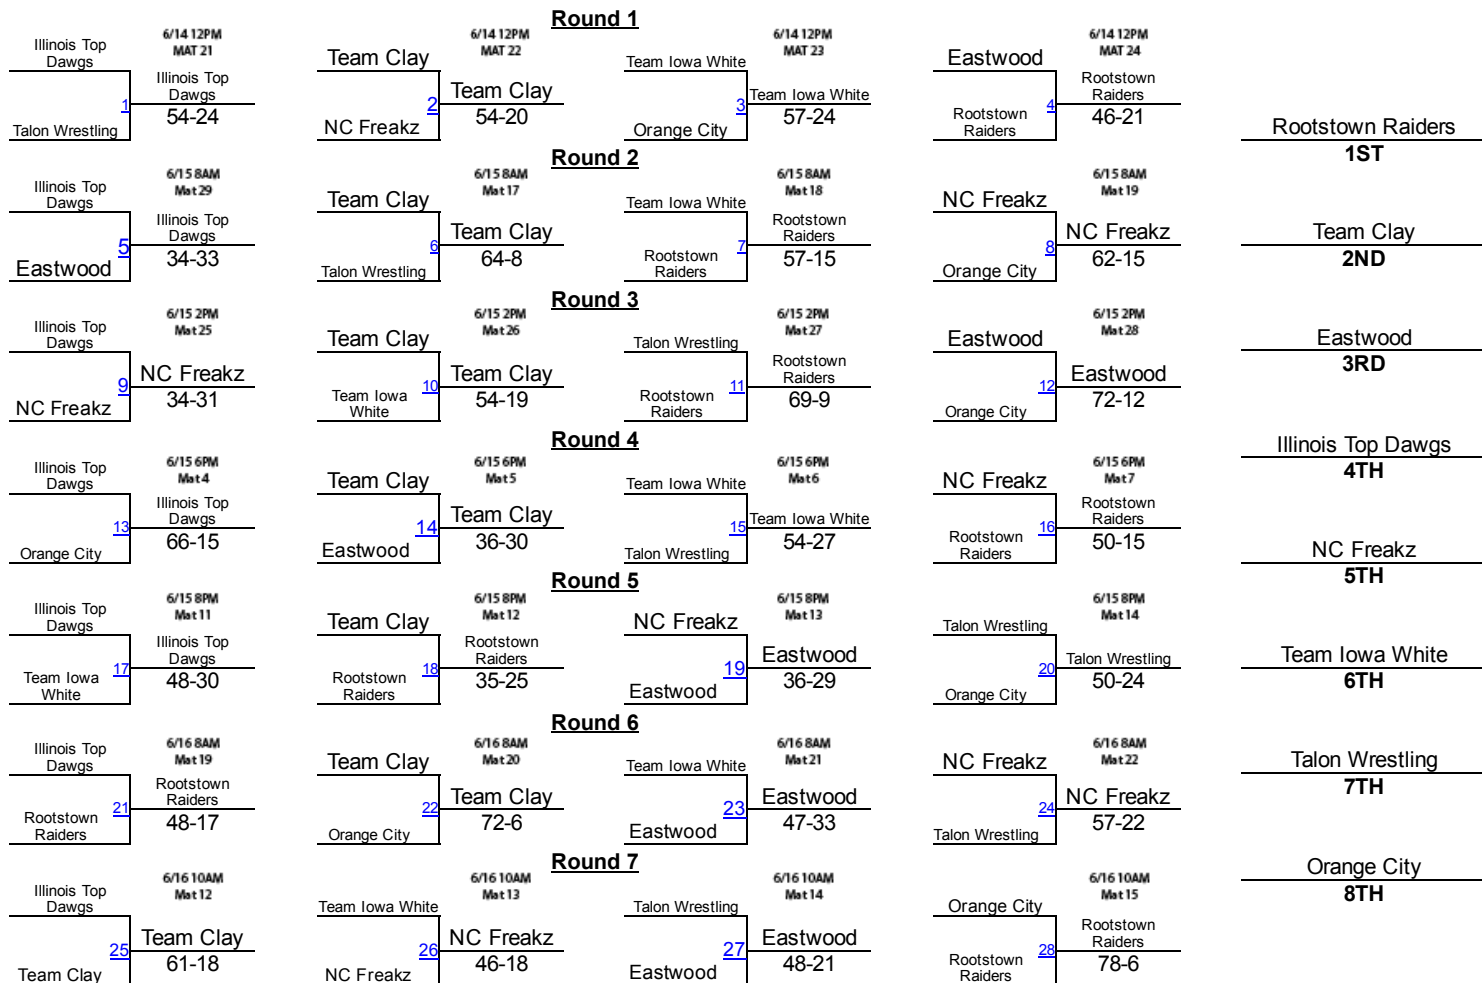 Round 1
6/14 12PM
MAT 21
Illinois Top
Dawgs
1
Illinois Top
Dawgs
54-24
Talon Wrestling
6/14 12PM
MAT 22
Team Clay
2
Team Clay
54-20
NC Freakz
6/14 12PM
MAT 23
Team Iowa White
3
Team Iowa White
57-24
Orange City
6/14 12PM
MAT 24
Eastwood
4
Rootstown
Raiders
46-21
Rootstown
Raiders
Round 2
6/15 8AM
Mat 29
Illinois Top
Dawgs
5
Illinois Top
Dawgs
34-33
Eastwood
6/15 8AM
Mat 17
Team Clay
6
Team Clay
64-8
Talon Wrestling
6/15 8AM
Mat 18
Team Iowa White
7
Rootstown
Raiders
57-15
Rootstown
Raiders
6/15 8AM
Mat 19
NC Freakz
8
NC Freakz
62-15
Orange City
Round 3
6/15 2PM
Mat 25
Illinois Top
Dawgs
9
NC Freakz
34-31
NC Freakz
6/15 2PM
Mat 26
Team Clay
10
Team Clay
54-19
Team Iowa
White
6/15 2PM
Mat 27
Talon Wrestling
11
Rootstown
Raiders
69-9
Rootstown
Raiders
6/15 2PM
Mat 28
Eastwood
12
Eastwood
72-12
Orange City
Round 4
6/15 6PM
Mat 4
Illinois Top
Dawgs
13
Illinois Top
Dawgs
66-15
Orange City
6/15 6PM
Mat 5
Team Clay
14
Team Clay
36-30
Eastwood
6/15 6PM
Mat 6
Team Iowa White
15
Team Iowa White
54-27
Talon Wrestling
6/15 6PM
Mat 7
NC Freakz
16
Rootstown
Raiders
50-15
Rootstown
Raiders
Round 5
6/15 8PM
Mat 11
Illinois Top
Dawgs
17
Illinois Top
Dawgs
48-30
Team Iowa
White
6/15 8PM
Mat 12
Team Clay
18
Rootstown
Raiders
35-25
Rootstown
Raiders
6/15 8PM
Mat 13
NC Freakz
19
Eastwood
36-29
Eastwood
6/15 8PM
Mat 14
Talon Wrestling
20
Talon Wrestling
50-24
Orange City
Round 6
6/16 8AM
Mat 19
Illinois Top
Dawgs
21
Rootstown
Raiders
48-17
Rootstown
Raiders
6/16 8AM
Mat 20
Team Clay
22
Team Clay
72-6
Orange City
6/16 8AM
Mat 21
Team Iowa White
23
Eastwood
47-33
Eastwood
6/16 8AM
Mat 22
NC Freakz
24
NC Freakz
57-22
Talon Wrestling
Round 7
6/16 10AM
Mat 12
Illinois Top
Dawgs
25
Team Clay
61-18
Team Clay
6/16 10AM
Mat 13
Team Iowa White
26
NC Freakz
46-18
NC Freakz
6/16 10AM
Mat 14
Talon Wrestling
27
Eastwood
48-21
Eastwood
6/16 10AM
Mat 15
Orange City
28
Rootstown
Raiders
78-6
Rootstown
Raiders
Rootstown Raiders
1ST
Team Clay
2ND
Eastwood
3RD
Illinois Top Dawgs
4TH
NC Freakz
5TH
Team Iowa White
6TH
Talon Wrestling
7TH
Orange City
8TH